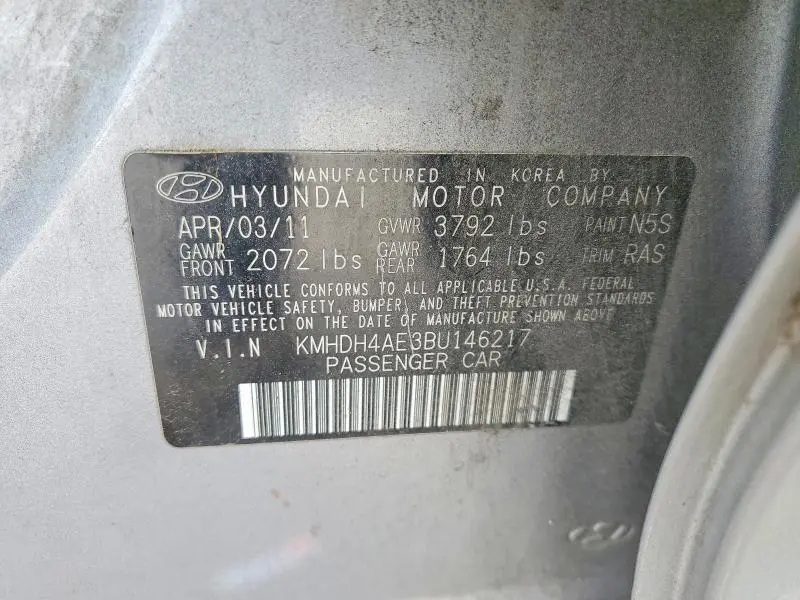 MANUFACTURED IN KOREA BY
HYUNDAI MOTOR COMPANY
APR/03/11 GVWR 3792 lbs PAINT N5S
GAWR FRONT 2072 lbs GAWR REAR 1764 lbs TRIM RAS
THIS VEHICLE CONFORMS TO ALL APPLICABLE U.S.A. FEDERAL
MOTOR VEHICLE SAFETY, BUMPER, AND THEFT PREVENTION STANDARDS
IN EFFECT ON THE DATE OF MANUFACTURE SHOWN ABOVE
V.I.N KMHDH4AE3BU146217
PASSENGER CAR